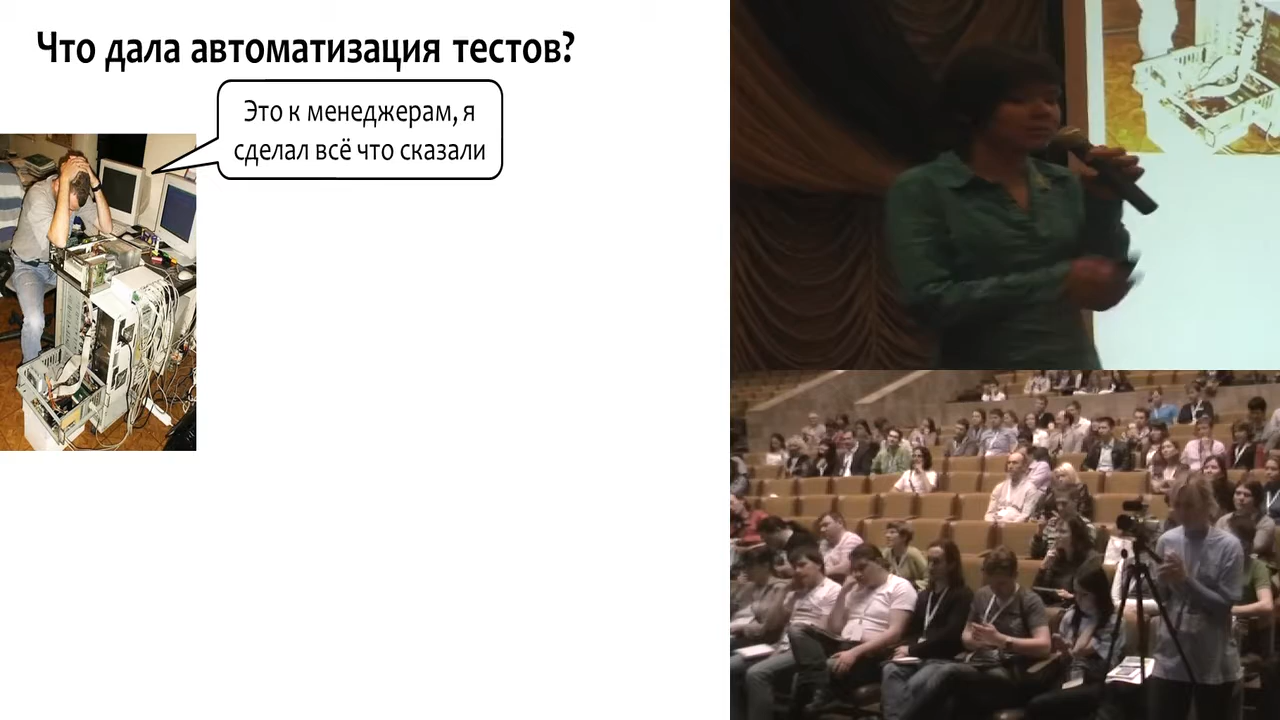 Что дала автоматизация тестов?
Это к менеджерам, я
сделал всё что сказали